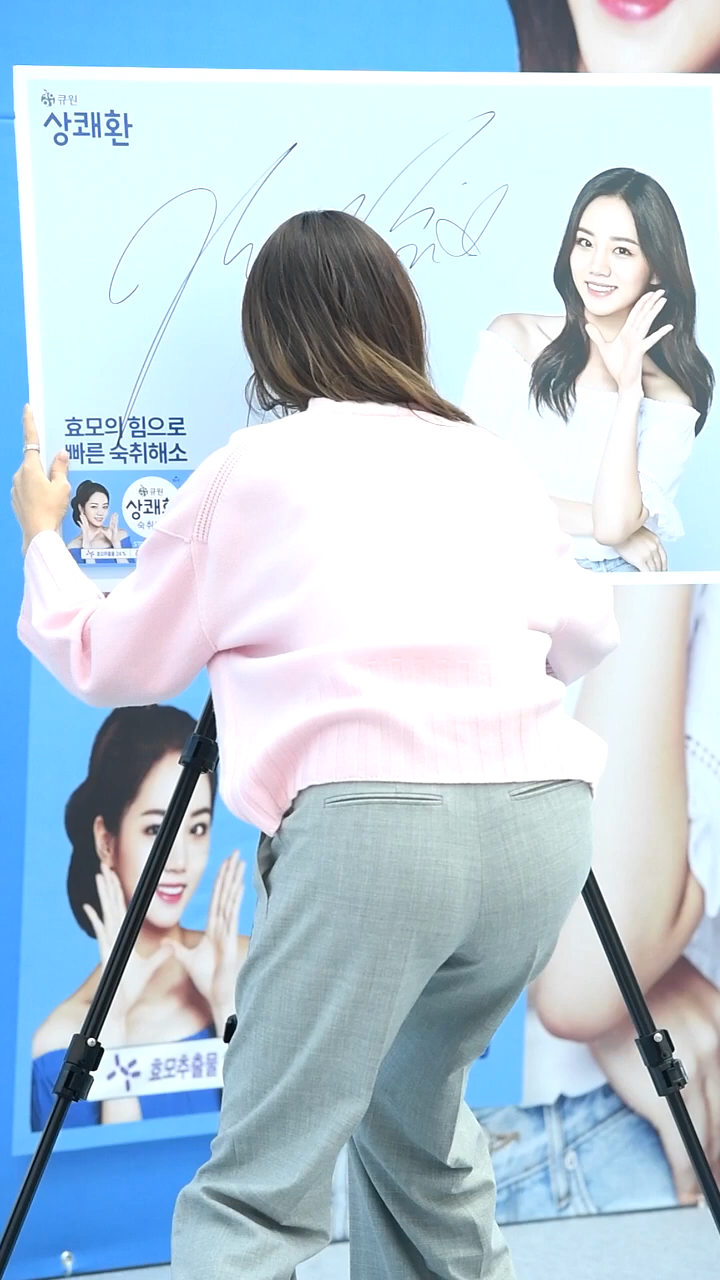 큐원
상쾌환
효모의 힘으로
빠른 숙취해소
큐원
상쾌환
효모추출물